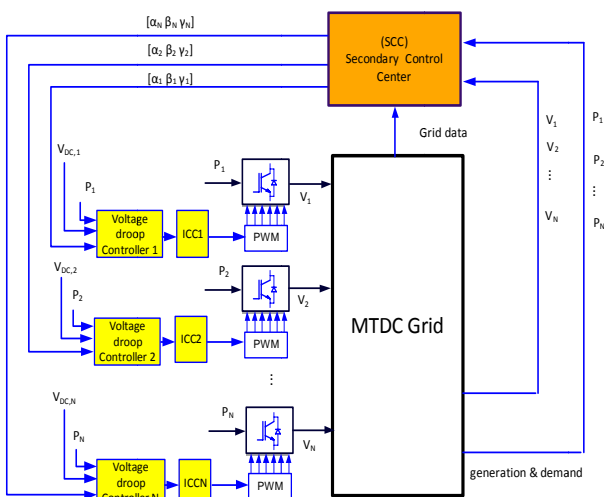 [αN βN γN]
[α2 β2 γ2]
[α1 β1 γ1]
(SCC)
Secondary Control
Center
Grid data
V1
V2
⋮
VN
P1
P2
⋮
PN
VDC,1
P1
Voltage
droop
Controller 1
ICC1
P1
PWM
V1
VDC,2
P2
Voltage
droop
Controller 2
ICC2
P2
PWM
V2
⋮
MTDC Grid
VDC,N
PN
Voltage
droop
Controller N
ICCN
PN
PWM
VN
generation & demand